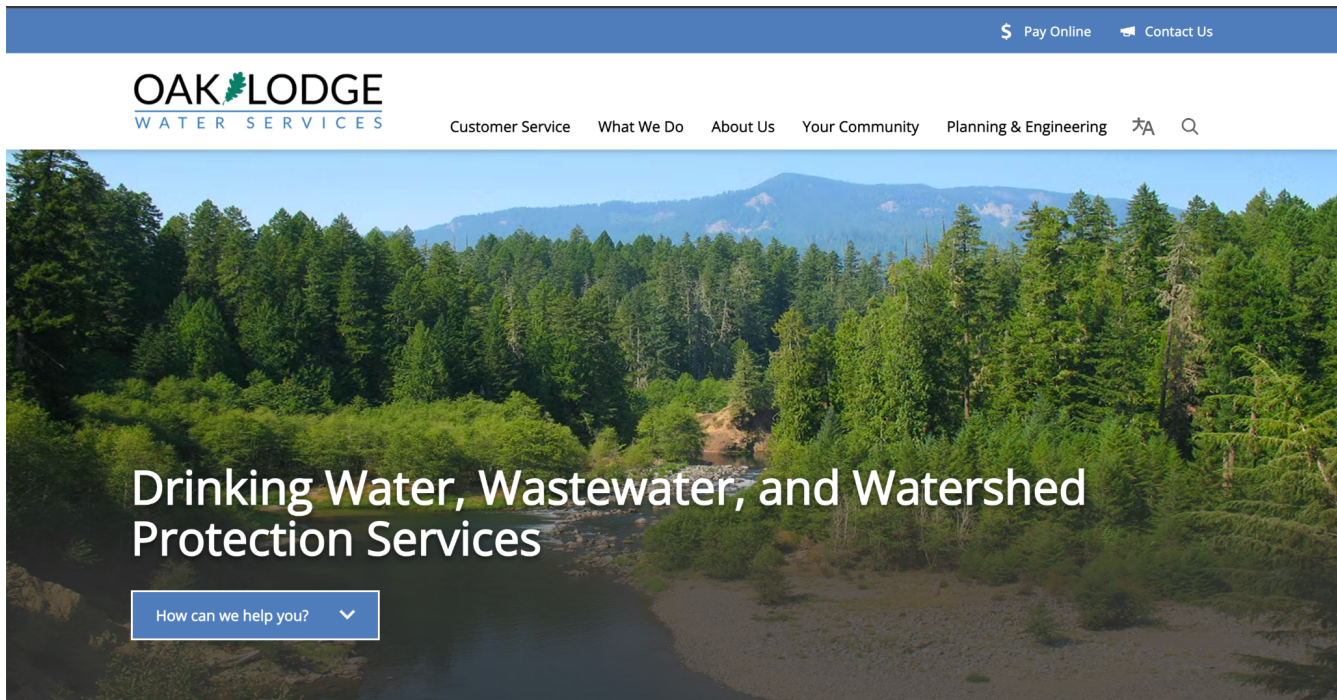 $ Pay Online
Contact Us
OAK LODGE
WATER SERVICES
Customer Service
What We Do
About Us
Your Community
Planning & Engineering
Drinking Water, Wastewater, and Watershed
Protection Services
How can we help you?